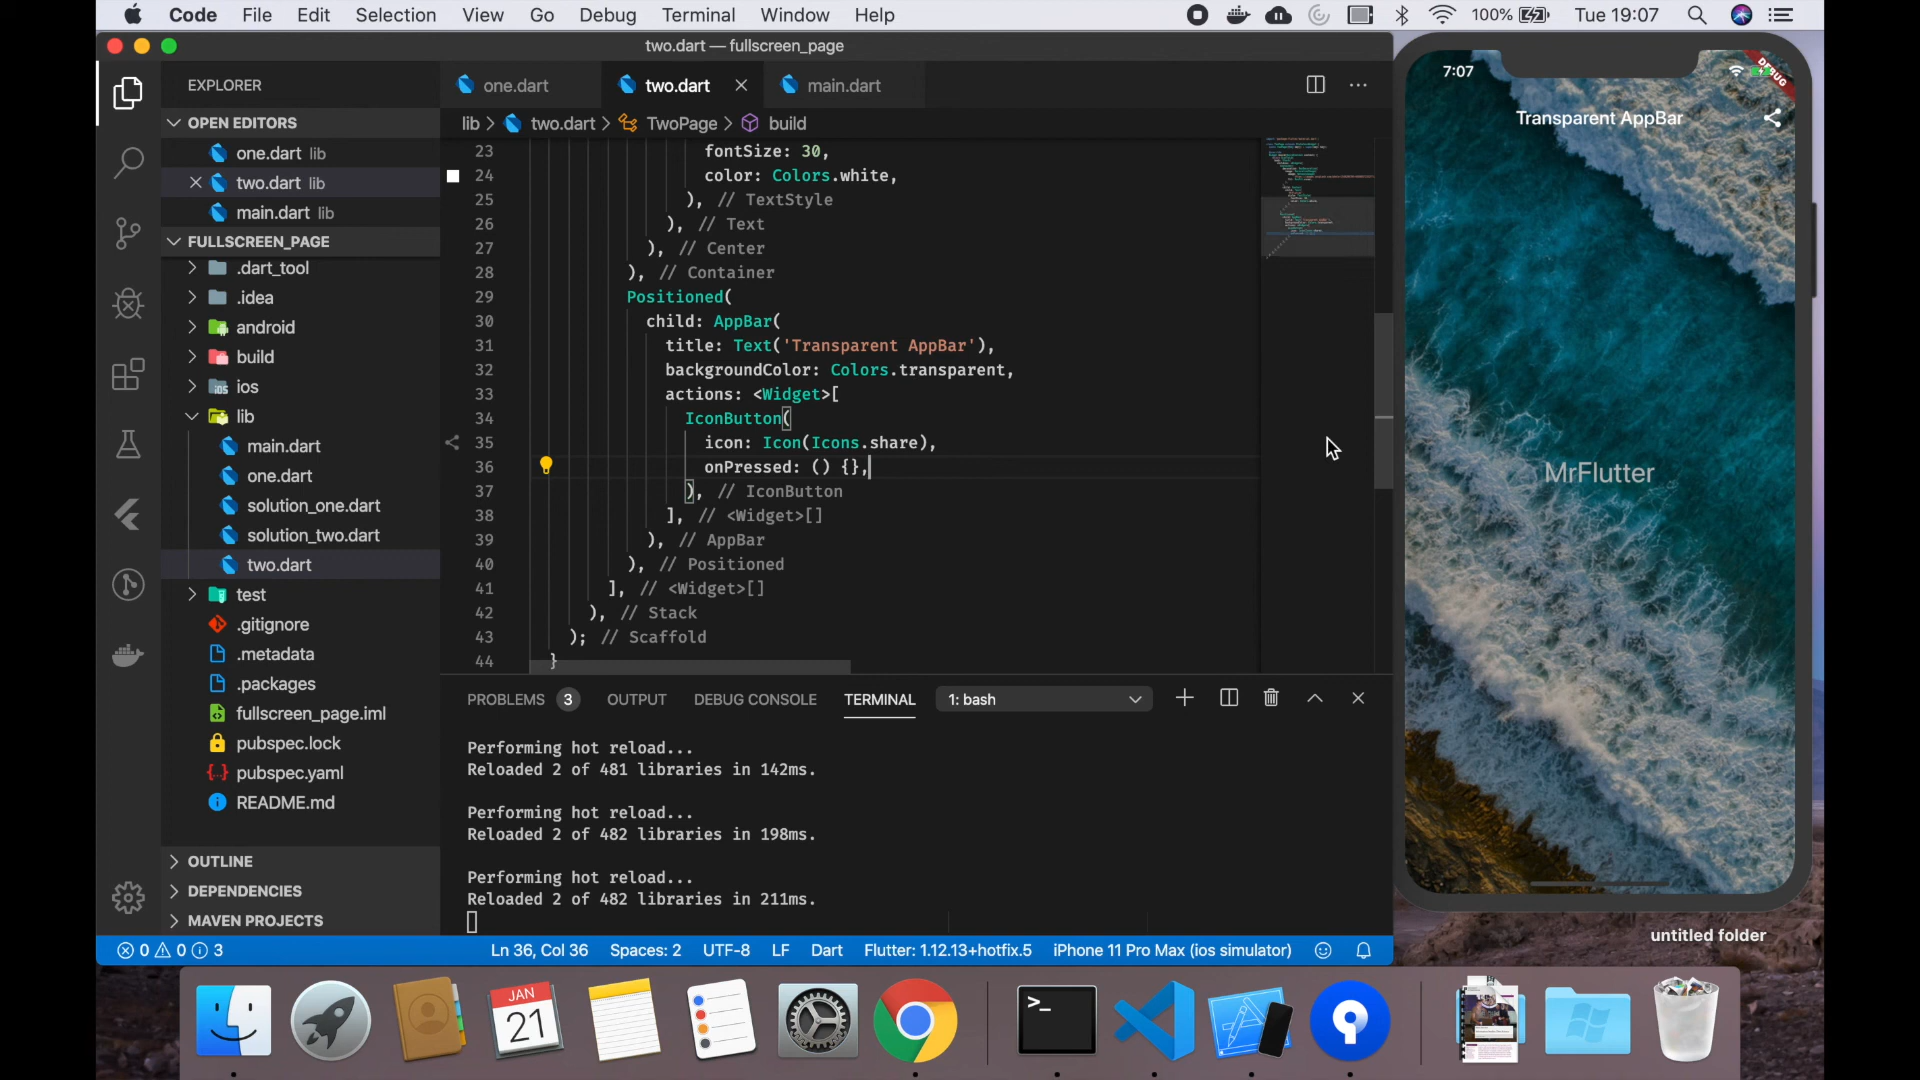 Code File Edit Selection View Go Debug Terminal Window Help
100% Tue 19:07
two.dart — fullscreen_page
EXPLORER
OPEN EDITORS
one.dart lib
two.dart lib
main.dart lib
FULLSCREEN_PAGE
.dart_tool
.idea
android
build
ios
lib
main.dart
one.dart
solution_one.dart
solution_two.dart
two.dart
test
.gitignore
.metadata
.packages
fullscreen_page.iml
pubspec.lock
pubspec.yaml
README.md
OUTLINE
DEPENDENCIES
MAVEN PROJECTS
one.dart two.dart main.dart
lib > two.dart > TwoPage > build
23 fontSize: 30,
24 color: Colors.white,
25 ), // TextStyle
26 ), // Text
27 ), // Center
28 ), // Container
29 Positioned(
30 child: AppBar(
31 title: Text('Transparent AppBar'),
32 backgroundColor: Colors.transparent,
33 actions: <Widget>[
34 IconButton(
35 icon: Icon(Icons.share),
36 onPressed: () {},
37 ), // IconButton
38 ], // <Widget>[]
39 ), // AppBar
40 ), // Positioned
41 ], // <Widget>[]
42 ), // Stack
43 ); // Scaffold
44 }
PROBLEMS 3 OUTPUT DEBUG CONSOLE TERMINAL 1: bash
Performing hot reload...
Reloaded 2 of 481 libraries in 142ms.
Performing hot reload...
Reloaded 2 of 482 libraries in 198ms.
Performing hot reload...
Reloaded 2 of 482 libraries in 211ms.
0 0 3 Ln 36, Col 36 Spaces: 2 UTF-8 LF Dart Flutter: 1.12.13+hotfix.5 iPhone 11 Pro Max (ios simulator)
7:07
DEBUG
Transparent AppBar
MrFlutter
untitled folder
JAN
21
>_